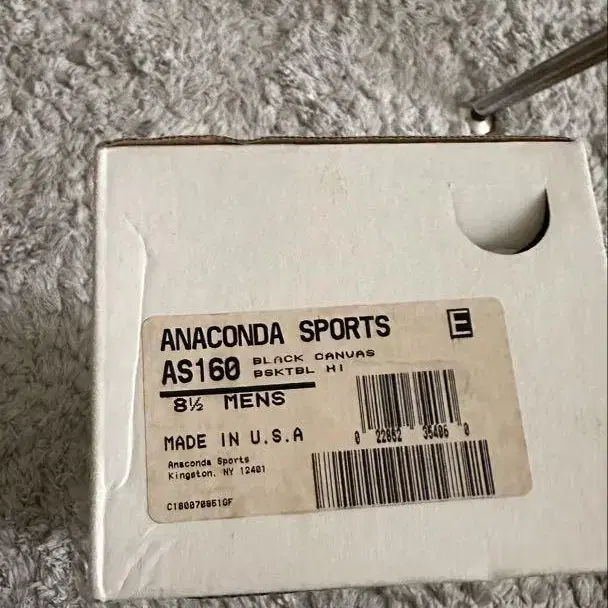 ANACONDA SPORTS E
AS160 BLACK CANVAS
BSKTBL HI
8½ MENS
MADE IN U.S.A
Anaconda Sports
Kingston, NY 12401
0 22862 35406 0